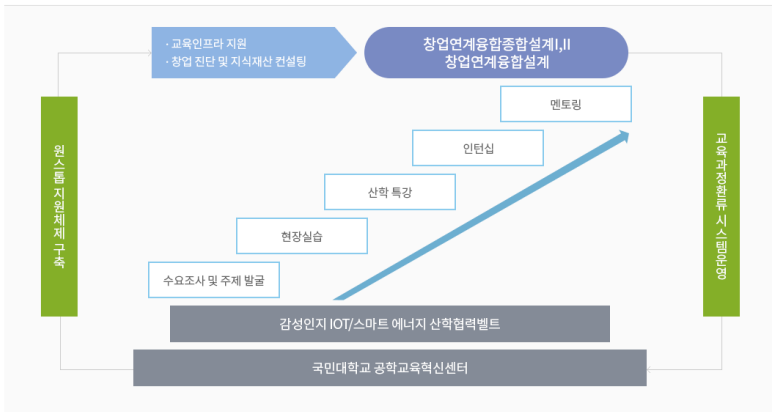 · 교육인프라 지원
· 창업 진단 및 지식재산 컨설팅
창업연계융합종합설계I,II
창업연계융합설계
멘토링
인턴십
산학 특강
현장실습
수요조사 및 주제 발굴
원스톱 지원체제 구축
교육과정환류 시스템운영
감성인지 IOT/스마트 에너지 산학협력벨트
국민대학교 공학교육혁신센터